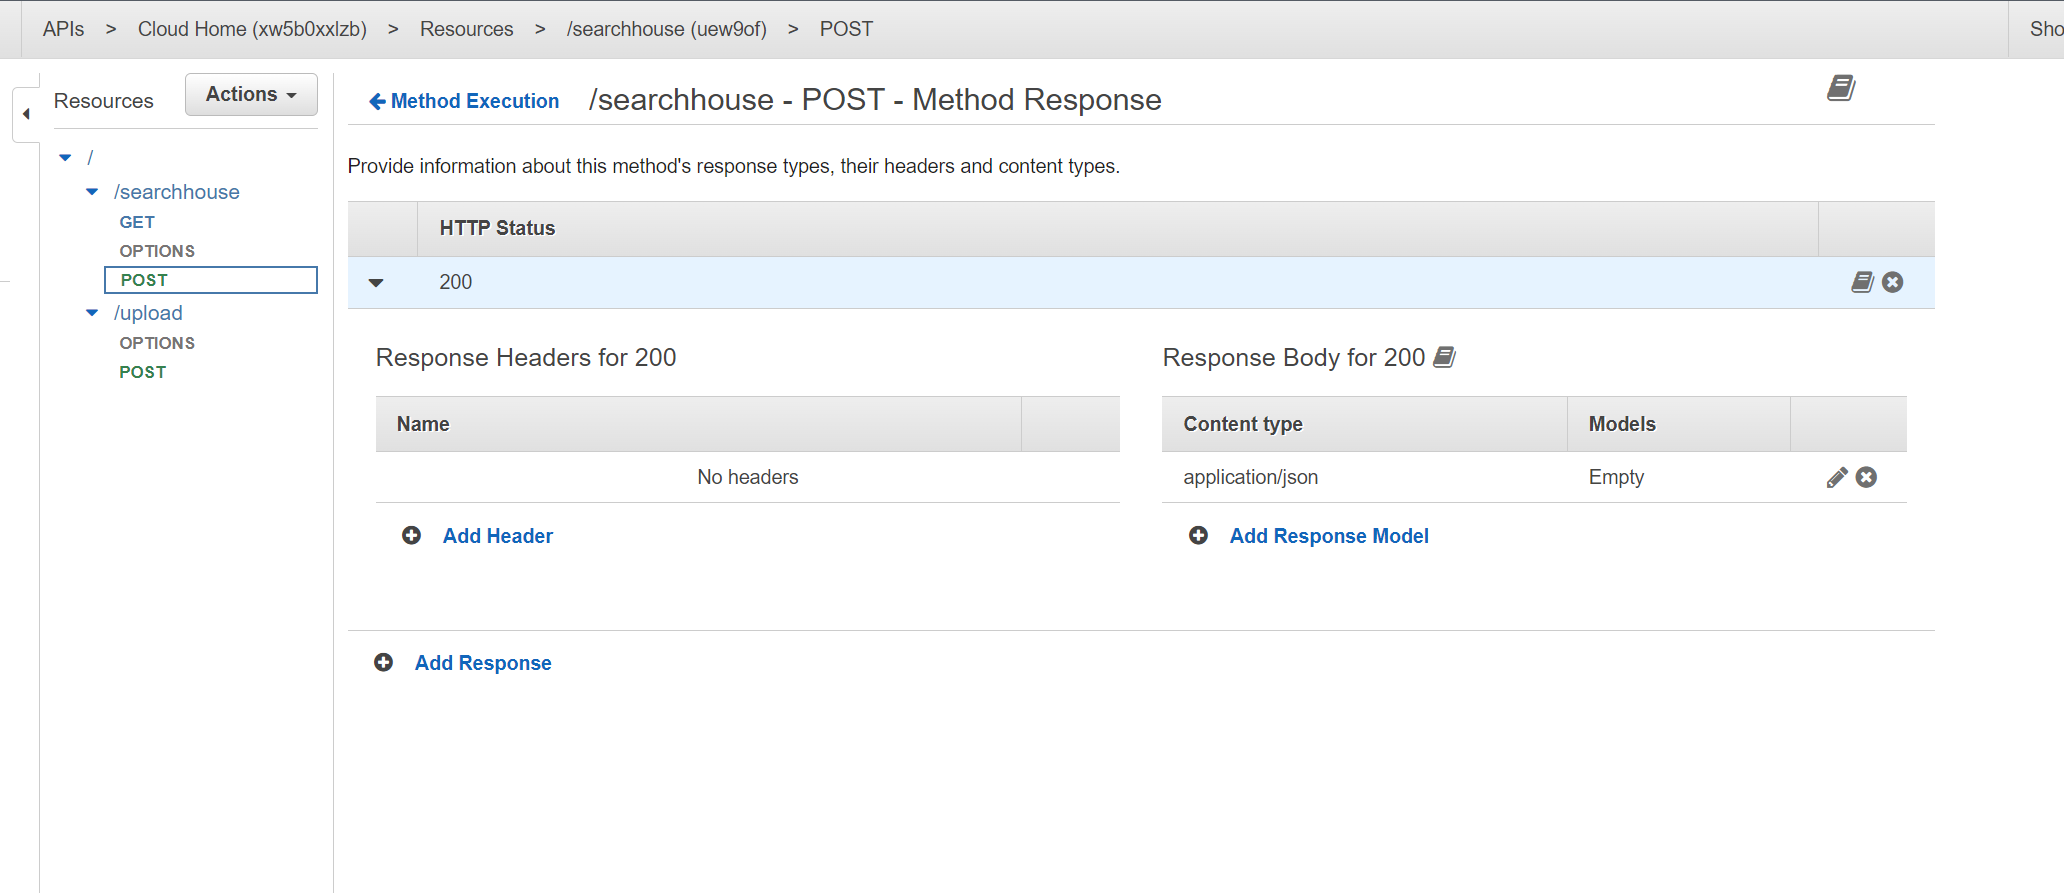 APIs > Cloud Home (xw5b0xxlzb) > Resources > /searchhouse (uew9of) > POST
Sho
Resources
Actions
/
/searchhouse
GET
OPTIONS
POST
/upload
OPTIONS
POST
Method Execution
/searchhouse - POST - Method Response
Provide information about this method's response types, their headers and content types.
HTTP Status
200
Response Headers for 200
Name
No headers
Add Header
Response Body for 200
Content type Models
application/json Empty
Add Response Model
Add Response